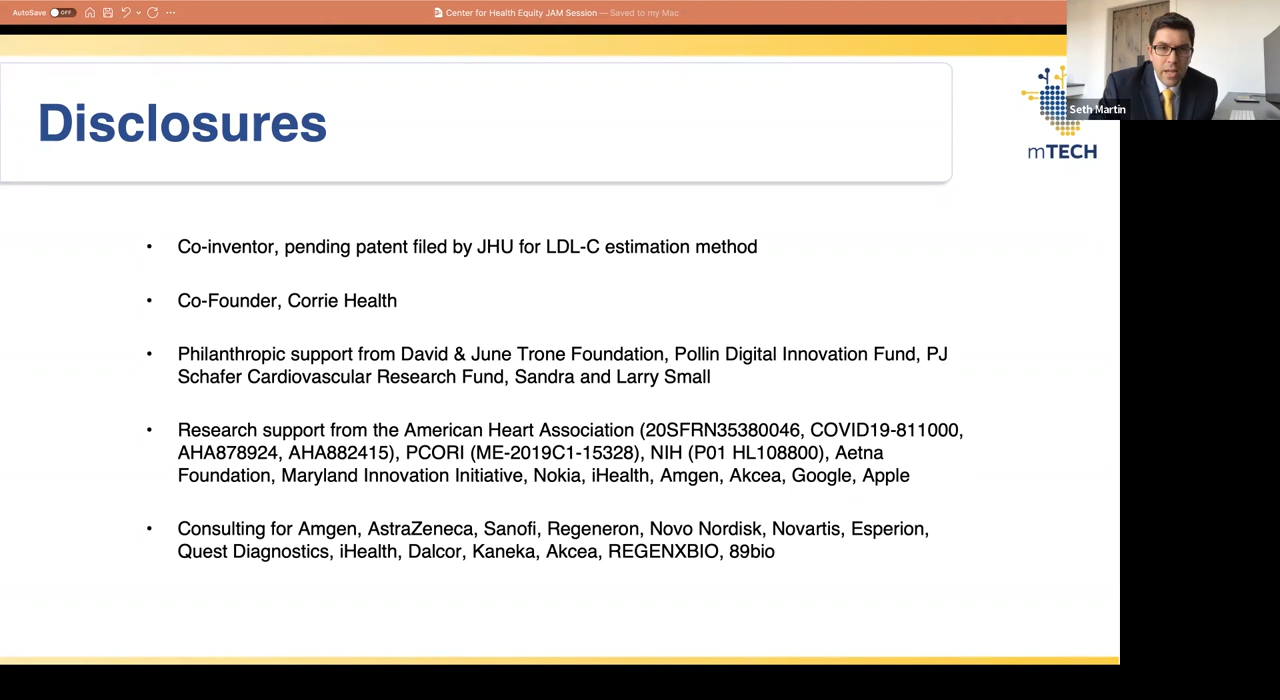 AutoSave OFF
Center for Health Equity JAM Session — Saved to my Mac
Seth Martin
mTECH
Disclosures
• Co-inventor, pending patent filed by JHU for LDL-C estimation method
• Co-Founder, Corrie Health
• Philanthropic support from David & June Trone Foundation, Pollin Digital Innovation Fund, PJ
Schafer Cardiovascular Research Fund, Sandra and Larry Small
• Research support from the American Heart Association (20SFRN35380046, COVID19-811000,
AHA878924, AHA882415), PCORI (ME-2019C1-15328), NIH (P01 HL108800), Aetna
Foundation, Maryland Innovation Initiative, Nokia, iHealth, Amgen, Akcea, Google, Apple
• Consulting for Amgen, AstraZeneca, Sanofi, Regeneron, Novo Nordisk, Novartis, Esperion,
Quest Diagnostics, iHealth, Dalcor, Kaneka, Akcea, REGENXBIO, 89bio